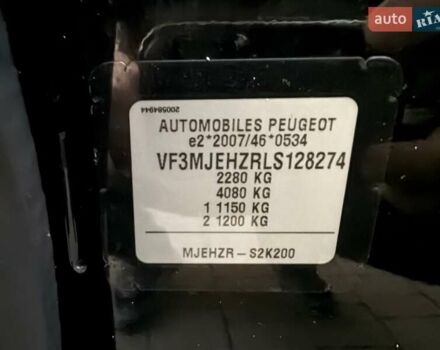 auto RIA
200584944
AUTOMOBILES PEUGEOT
e2*2007/46*0534
VF3MJEHZRLS128274
2280 KG
4080 KG
1 1150 KG
2 1200 KG
MJEHZR-S2K200